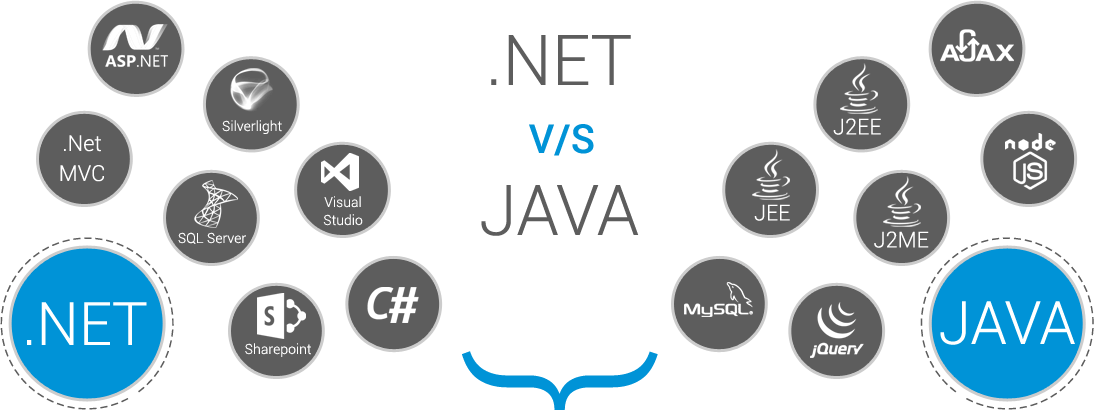 ASP.NET
Silverlight
.Net
MVC
Visual
Studio
SQL Server
.NET
S
Sharepoint
C#
.NET
V/S
JAVA
AJAX
J2EE
node
JS
JEE
J2ME
MySQL®
jQuery
JAVA